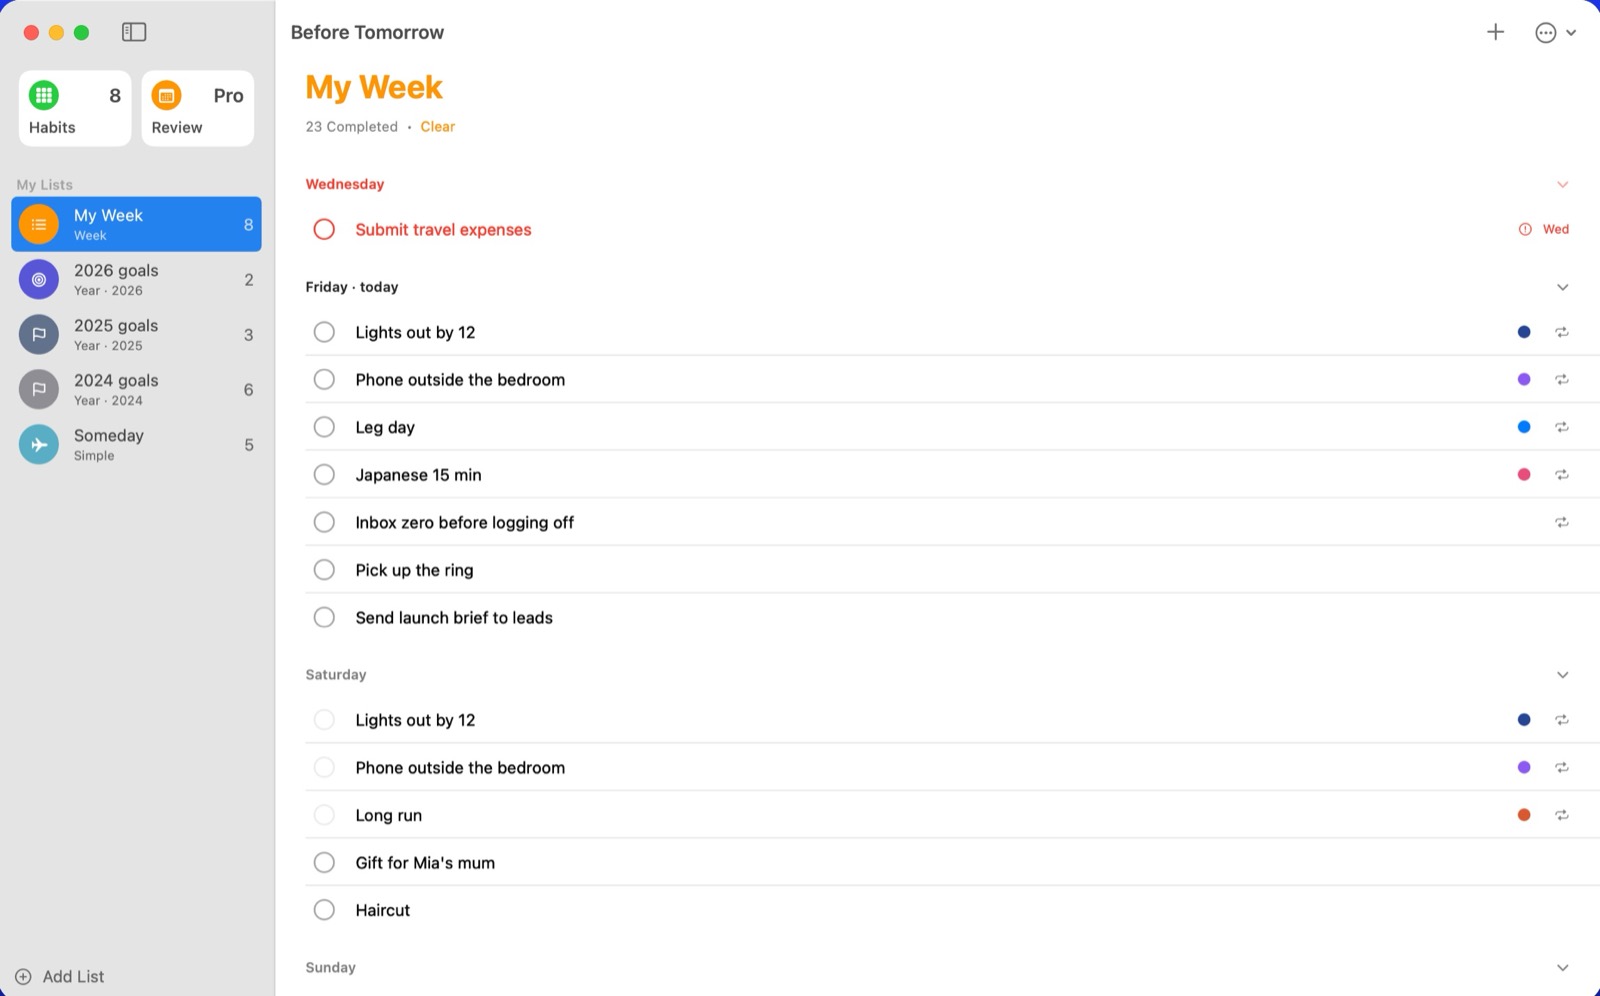 Before Tomorrow
8
Habits
Pro
Review
My Lists
My Week
Week
8
2026 goals
Year · 2026
2
2025 goals
Year · 2025
3
2024 goals
Year · 2024
6
Someday
Simple
5
Add List
My Week
23 Completed · Clear
Wednesday
Submit travel expenses
Wed
Friday · today
Lights out by 12
Phone outside the bedroom
Leg day
Japanese 15 min
Inbox zero before logging off
Pick up the ring
Send launch brief to leads
Saturday
Lights out by 12
Phone outside the bedroom
Long run
Gift for Mia's mum
Haircut
Sunday